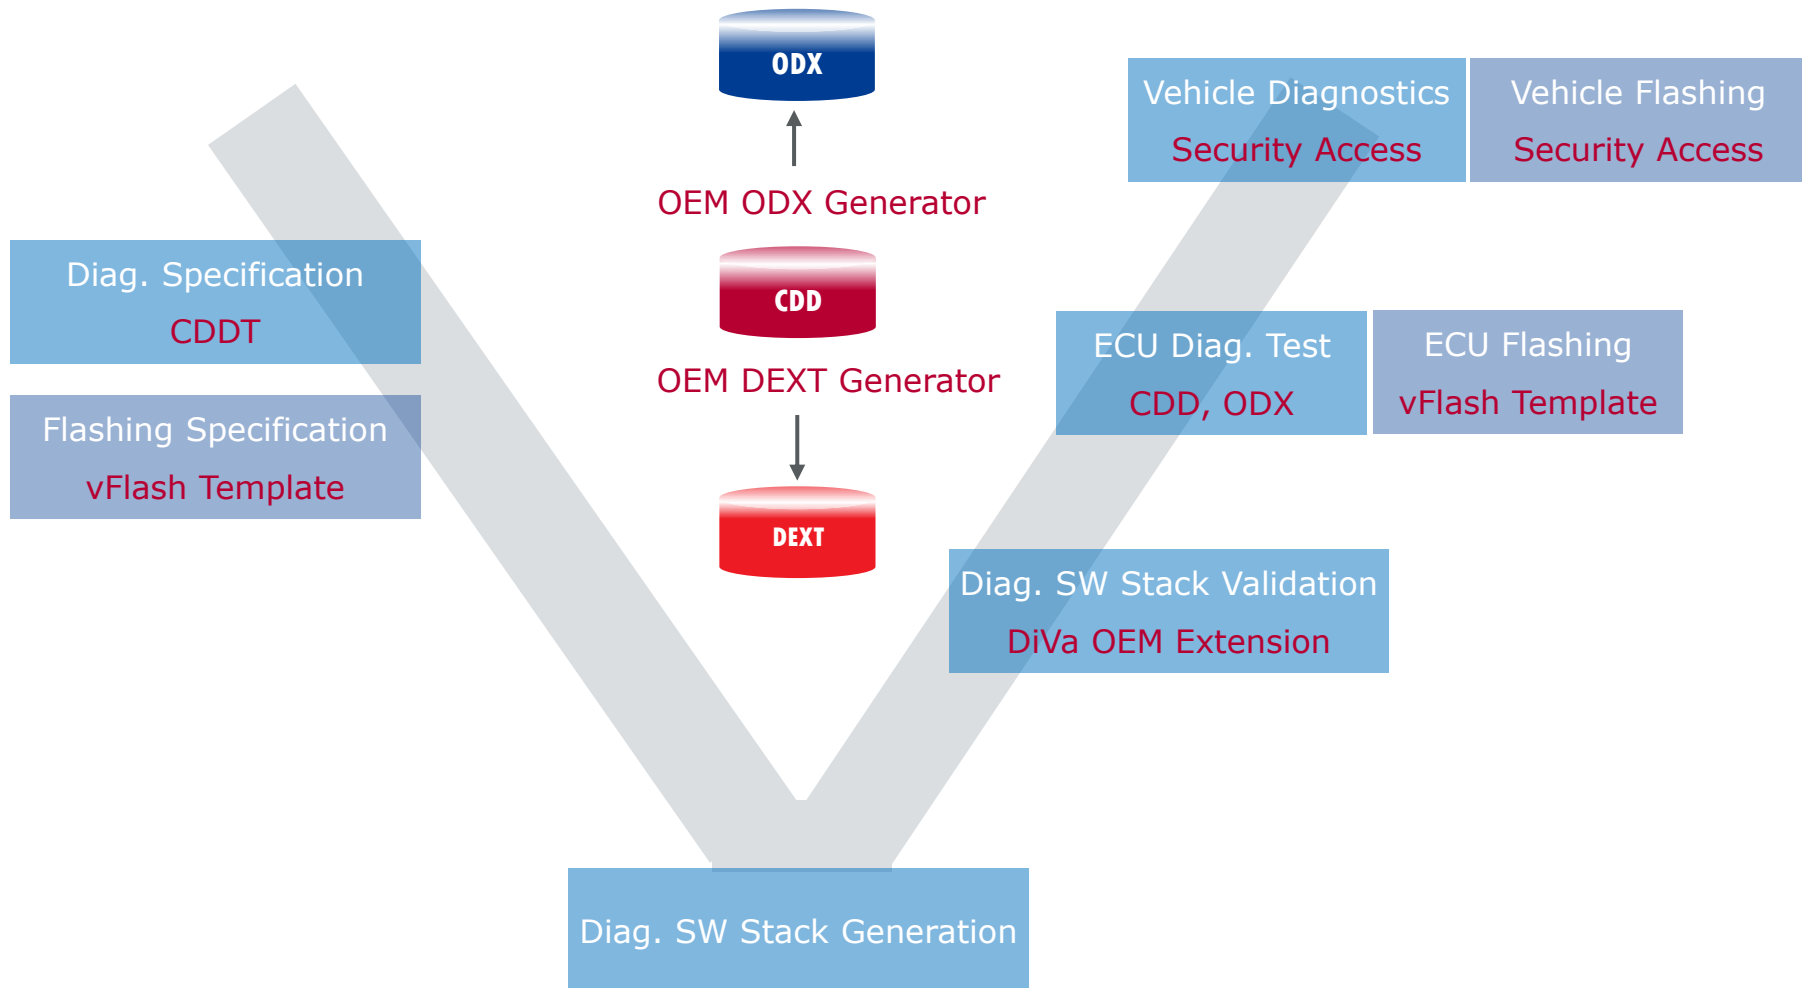 ODX
OEM ODX Generator
CDD
OEM DEXT Generator
DEXT
Diag. Specification
CDDT
Flashing Specification
vFlash Template
Diag. SW Stack Generation
Diag. SW Stack Validation
DiVa OEM Extension
ECU Diag. Test
CDD, ODX
ECU Flashing
vFlash Template
Vehicle Diagnostics
Security Access
Vehicle Flashing
Security Access